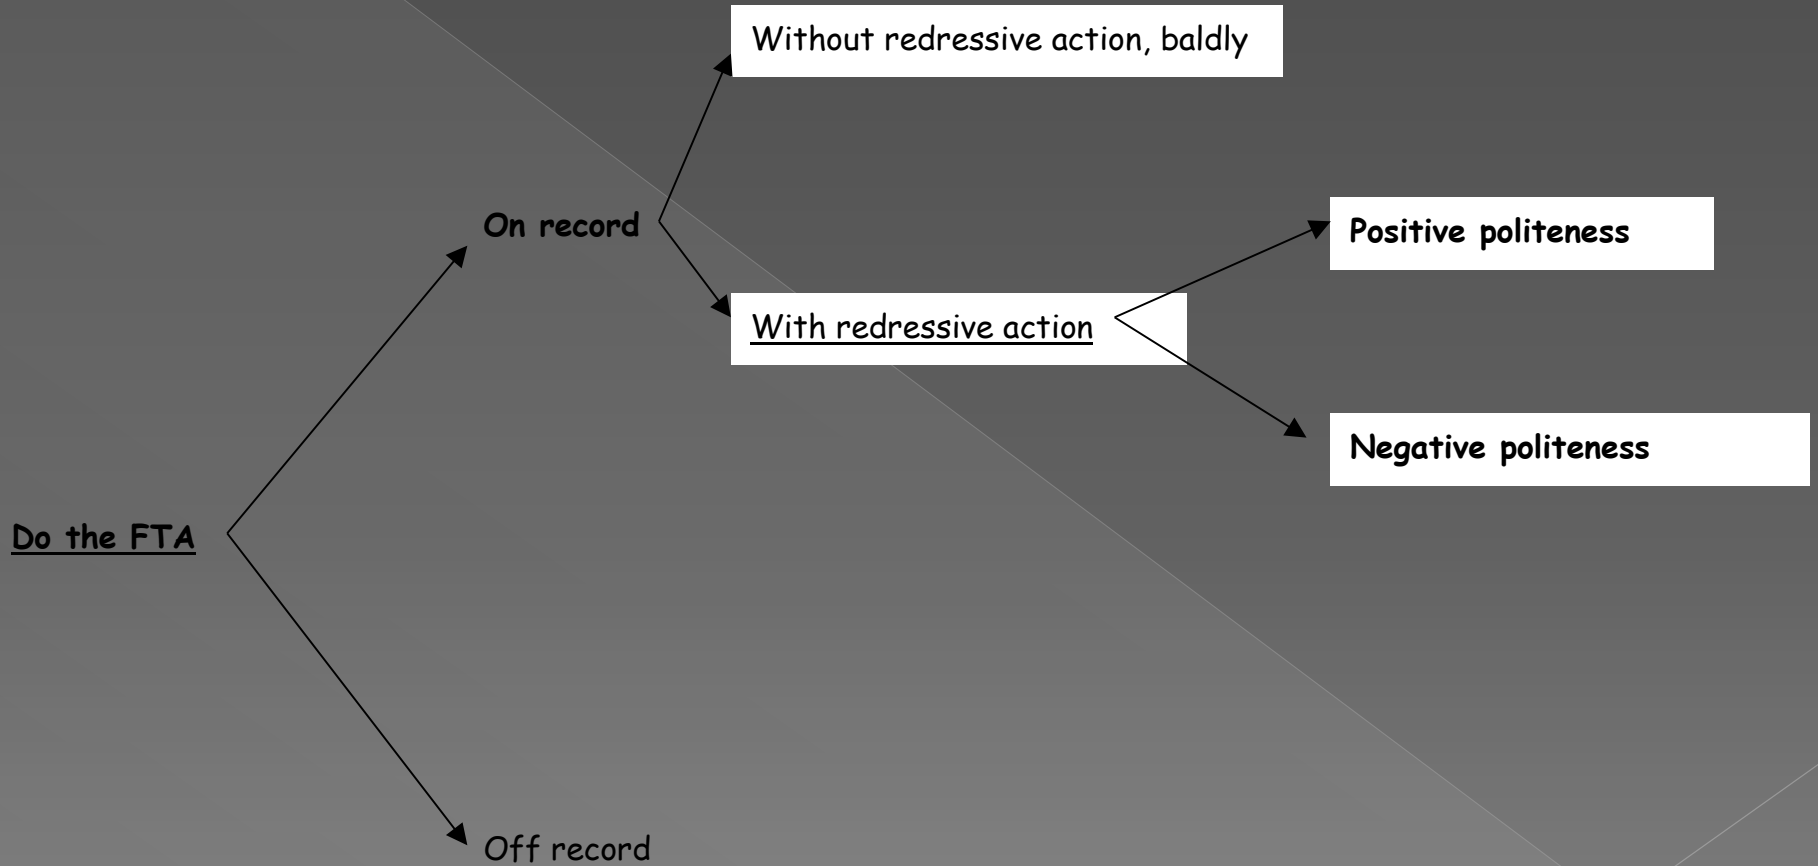 Without redressive action, baldly
On record
Positive politeness
With redressive action
Negative politeness
Do the FTA
Off record